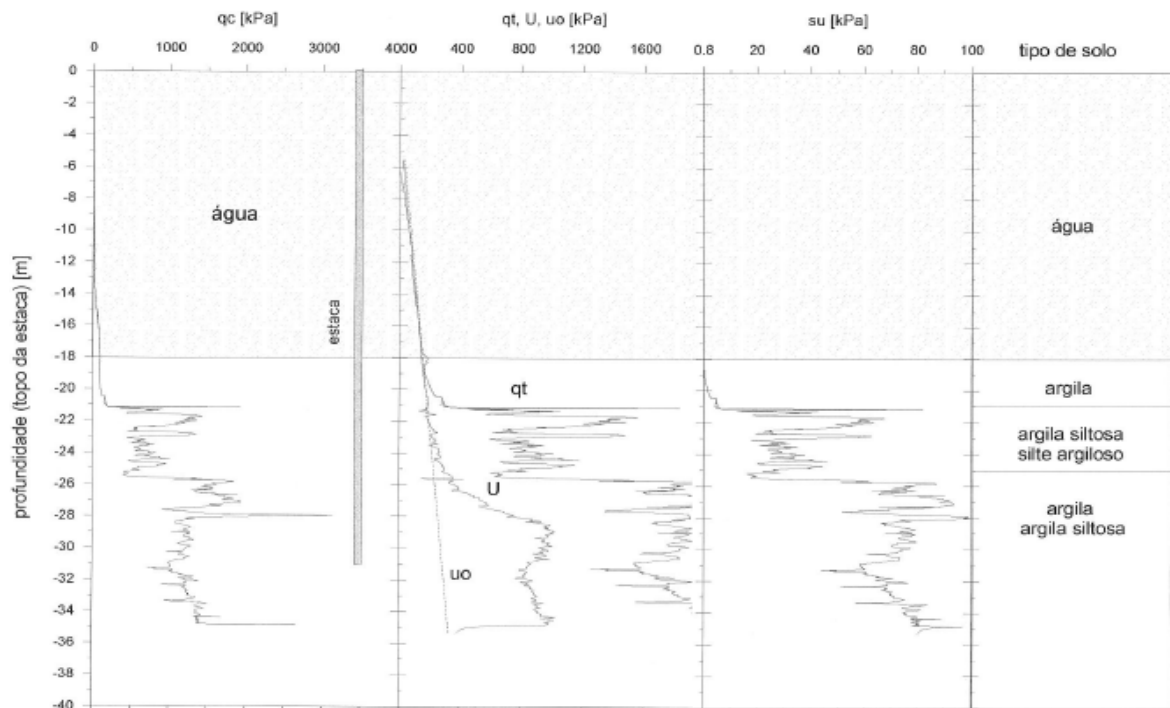 qc [kPa] qt, U, uo [kPa] su [kPa]
tipo de solo
0 1000 2000 3000 4000 400 800 1200 1600 0.8 20 40 60 80 100
0
-2
-4
-6
-8
água água
-10
-12
-14
estaca
-16
-18
profundidade (topo da estaca) [m]
-20
qt
argila
-22
argila siltosa
-24
silte argiloso
-26
U
-28
argila
argila siltosa
-30
-32
uo
-34
-36
-38
-40